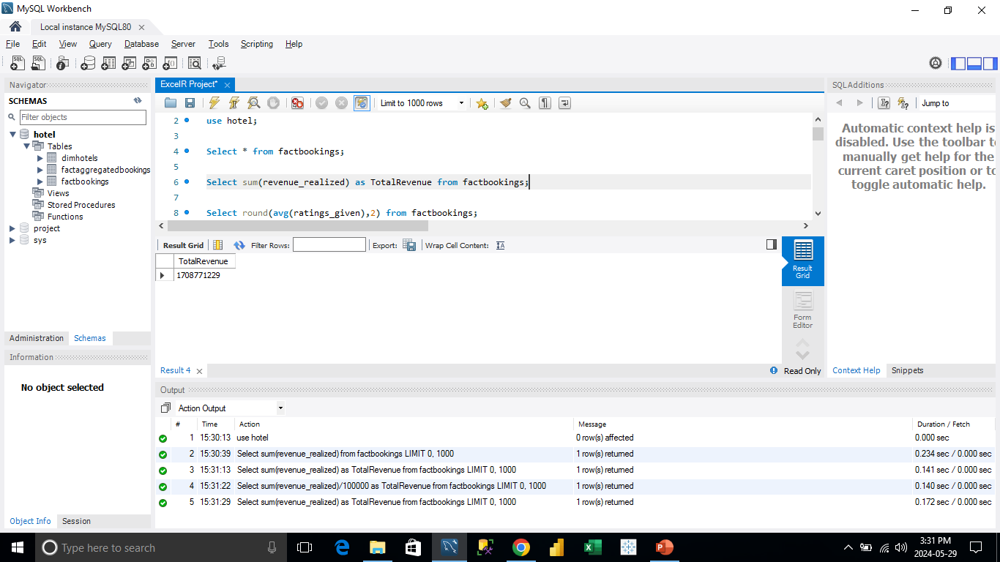 MySQL Workbench
Local instance MySQL80
File Edit View Query Database Server Tools Scripting Help
Navigator
SCHEMAS
Filter objects
hotel
Tables
dimhotels
factaggregatedbookings
factbookings
Views
Stored Procedures
Functions
project
sys
Administration Schemas
Information
No object selected
Object Info Session
ExcelR Project*
Limit to 1000 rows
2 use hotel;
3
4 Select * from factbookings;
5
6 Select sum(revenue_realized) as TotalRevenue from factbookings;
7
8 Select round(avg(ratings_given),2) from factbookings;
Result Grid Filter Rows: Export: Wrap Cell Content:
TotalRevenue
1708771229
Result Grid
Form Editor
Result 4
Read Only
SQLAdditions
Jump to
Automatic context help is
disabled. Use the toolbar to
manually get help for the
current caret position or to
toggle automatic help.
Context Help Snippets
Output
Action Output
# Time Action Message Duration / Fetch
1 15:30:13 use hotel 0 row(s) affected 0.000 sec
2 15:30:39 Select sum(revenue_realized) from factbookings LIMIT 0, 1000 1 row(s) returned 0.234 sec / 0.000 sec
3 15:31:13 Select sum(revenue_realized) as TotalRevenue from factbookings LIMIT 0, 1000 1 row(s) returned 0.141 sec / 0.000 sec
4 15:31:22 Select sum(revenue_realized)/100000 as TotalRevenue from factbookings LIMIT 0, 1000 1 row(s) returned 0.140 sec / 0.000 sec
5 15:31:29 Select sum(revenue_realized) as TotalRevenue from factbookings LIMIT 0, 1000 1 row(s) returned 0.172 sec / 0.000 sec
Type here to search
3:31 PM
2024-05-29